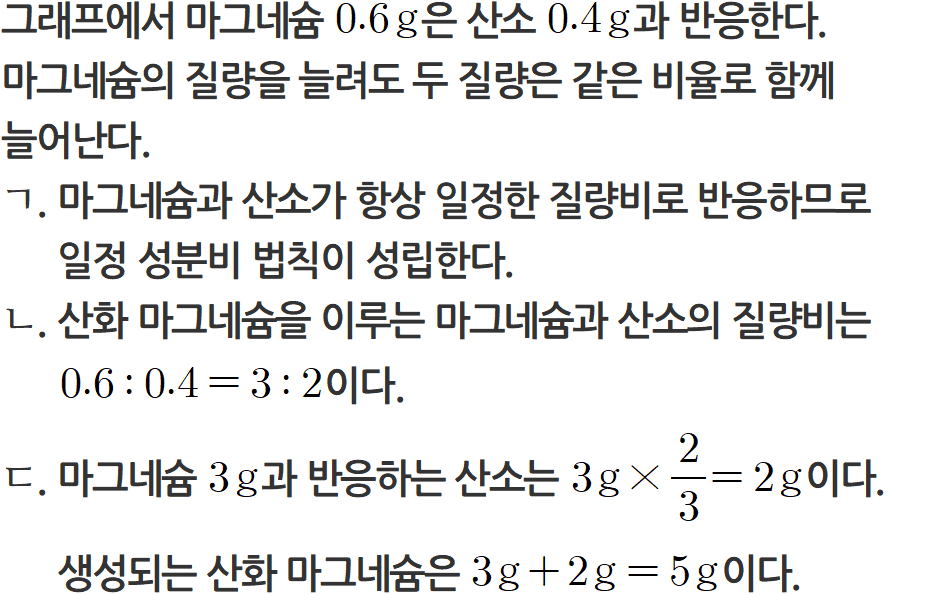 그래프에서 마그네슘 0.6 g은 산소 0.4 g과 반응한다.
마그네슘의 질량을 늘려도 두 질량은 같은 비율로 함께
늘어난다.
ㄱ. 마그네슘과 산소가 항상 일정한 질량비로 반응하므로
일정 성분비 법칙이 성립한다.
ㄴ. 산화 마그네슘을 이루는 마그네슘과 산소의 질량비는
0.6 : 0.4 = 3 : 2이다.
ㄷ. 마그네슘 3 g과 반응하는 산소는 3 g × 2/3 = 2 g이다.
생성되는 산화 마그네슘은 3 g + 2 g = 5 g이다.